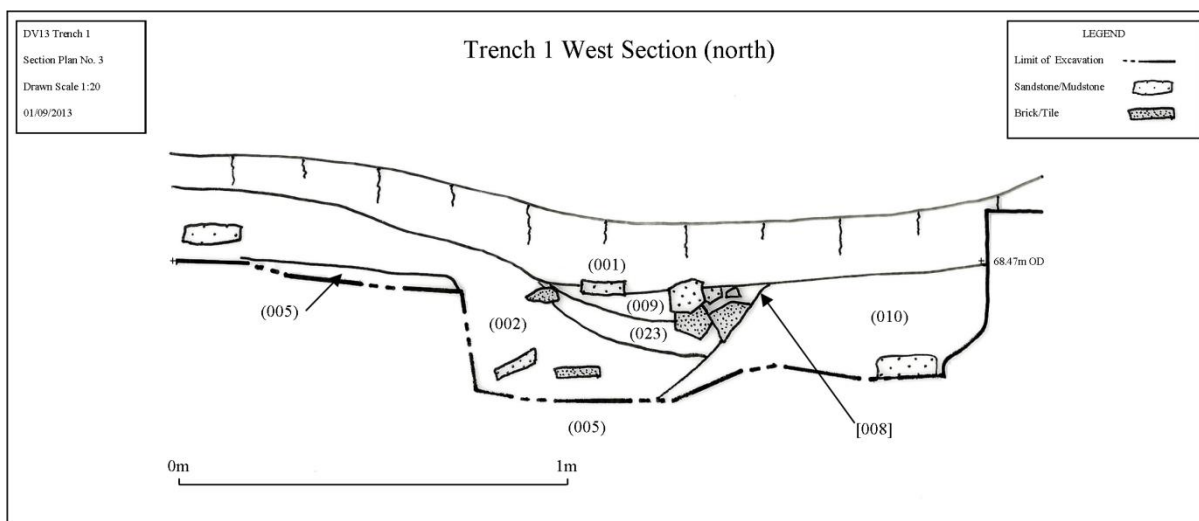 DV13 Trench 1
Section Plan No. 3
Drawn Scale 1:20
01/09/2013
Trench 1 West Section (north)
LEGEND
Limit of Excavation
Sandstone/Mudstone
Brick/Tile
(001)
68.47m OD
(005)
(002)
(009)
(023)
(010)
(005)
[008]
0m
1m